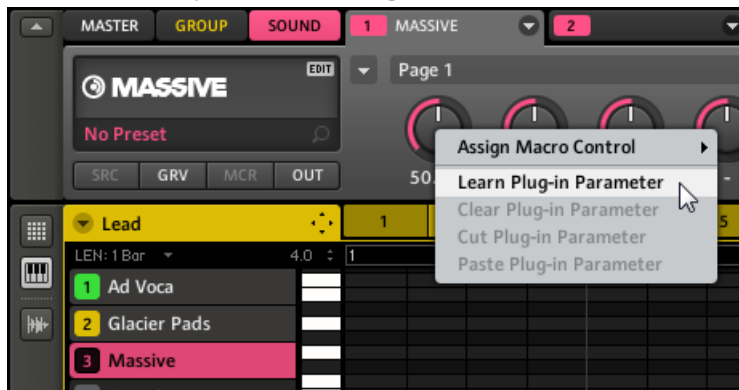 MASTER GROUP SOUND 1 MASSIVE 2
MASSIVE EDIT
Page 1
No Preset
SRC GRV MCR OUT
50.
Assign Macro Control
Learn Plug-in Parameter
Clear Plug-in Parameter
Cut Plug-in Parameter
Paste Plug-in Parameter
-
Lead 1 5
LEN: 1 Bar 4.0 1
1 Ad Voca
2 Glacier Pads
3 Massive